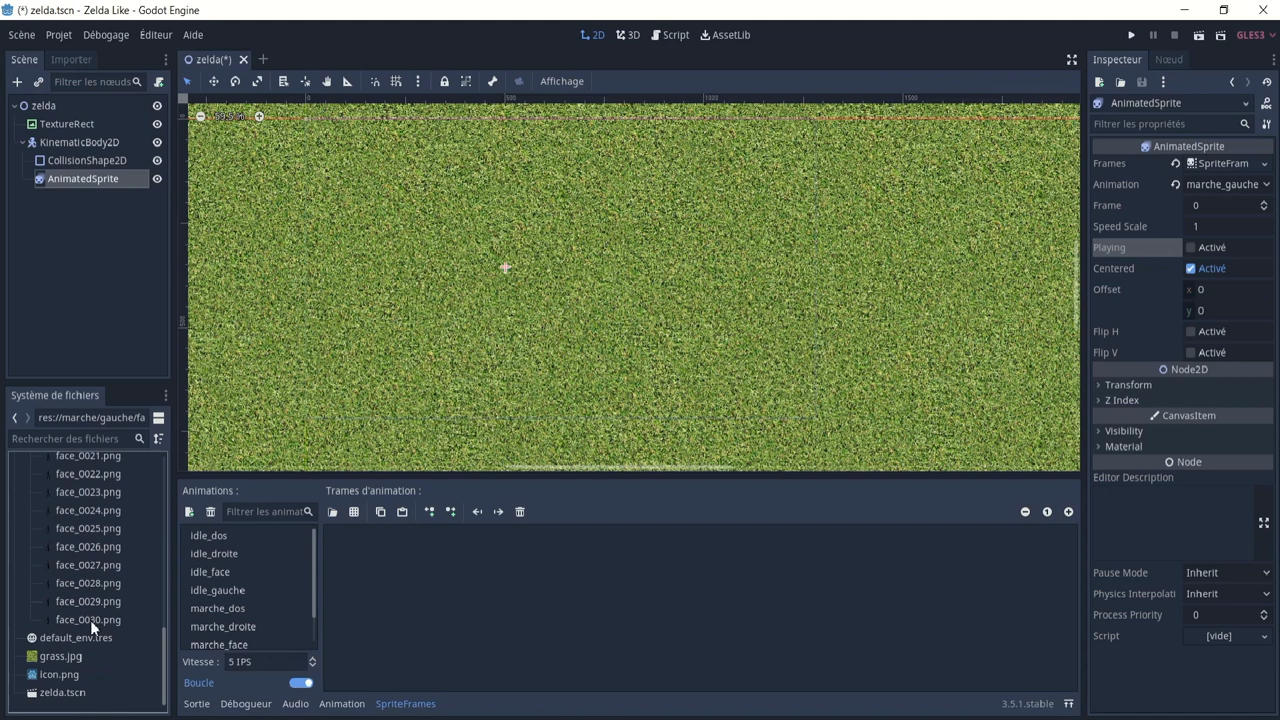 (*) zelda.tscn - Zelda Like - Godot Engine
Scène Projet Débogage Éditeur Aide
2D 3D Script AssetLib
GLES3
Scène Importer
Filtrer les nœuds
zelda
TextureRect
KinematicBody2D
CollisionShape2D
AnimatedSprite
zelda(*)
Affichage
500 1000 1500
500
Système de fichiers
res://marche/gauche/fa
Rechercher des fichiers
face_0021.png
face_0022.png
face_0023.png
face_0024.png
face_0025.png
face_0026.png
face_0027.png
face_0028.png
face_0029.png
face_0030.png
default_env.tres
grass.jpg
icon.png
zelda.tscn
Animations :
Filtrer les animat
idle_dos
idle_droite
idle_face
idle_gauche
marche_dos
marche_droite
marche_face
Vitesse : 5 IPS
Boucle
Trames d'animation :
Sortie Débogueur Audio Animation SpriteFrames
3.5.1.stable
Inspecteur Nœud
AnimatedSprite
Filtrer les propriétés
AnimatedSprite
Frames SpriteFram
Animation marche_gauche
Frame 0
Speed Scale 1
Playing Activé
Centered Activé
Offset x 0
y 0
Flip H Activé
Flip V Activé
Node2D
Transform
Z Index
CanvasItem
Visibility
Material
Node
Editor Description
Pause Mode Inherit
Physics Interpolati Inherit
Process Priority 0
Script [vide]